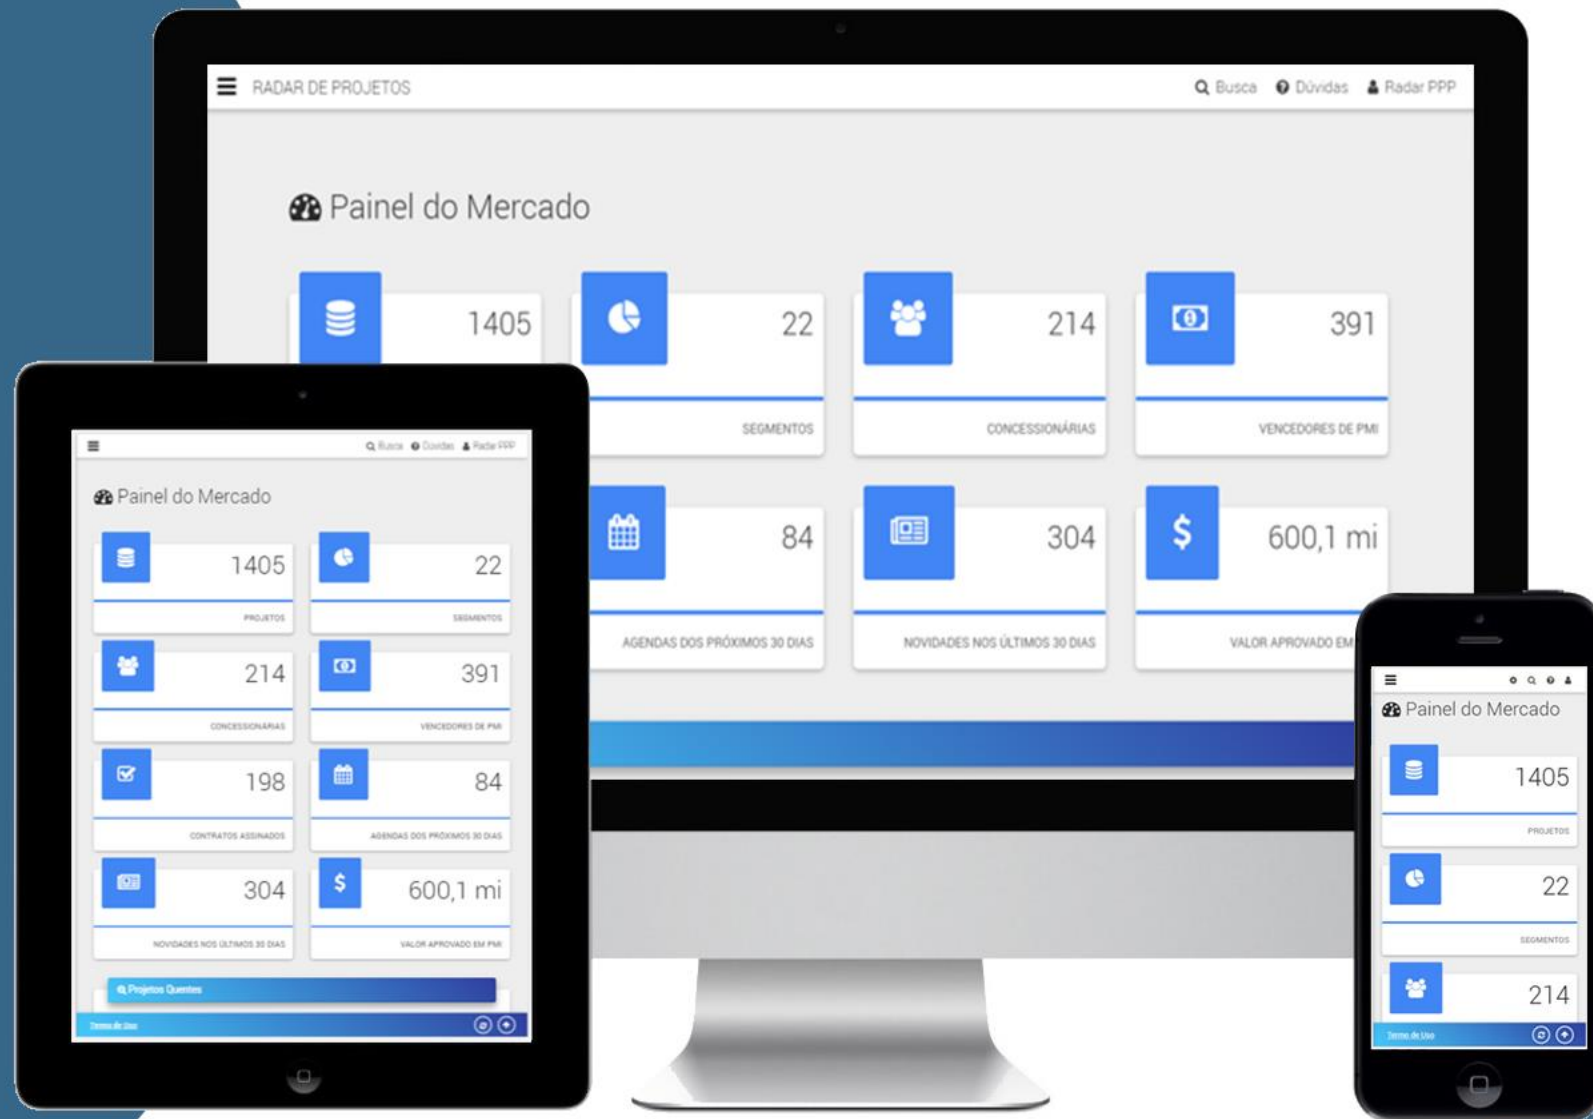 RADAR DE PROJETOS
Busca Dúvidas Radar PPP
Painel do Mercado
1405
22
SEGMENTOS
214
CONCESSIONÁRIAS
391
VENCEDORES DE PMI
84
AGENDAS DOS PRÓXIMOS 30 DIAS
304
NOVIDADES NOS ÚLTIMOS 30 DIAS
600,1 mi
VALOR APROVADO EM
Busca Dúvidas Radar PPP
Painel do Mercado
1405
PROJETOS
22
SEGMENTOS
214
CONCESSIONÁRIAS
391
VENCEDORES DE PMI
198
CONTRATOS ASSINADOS
84
AGENDAS DOS PRÓXIMOS 30 DIAS
304
NOVIDADES NOS ÚLTIMOS 30 DIAS
600,1 mi
VALOR APROVADO EM PMI
Projetos Quentes
Termo de Uso
Painel do Mercado
1405
PROJETOS
22
SEGMENTOS
214
Termo de Uso